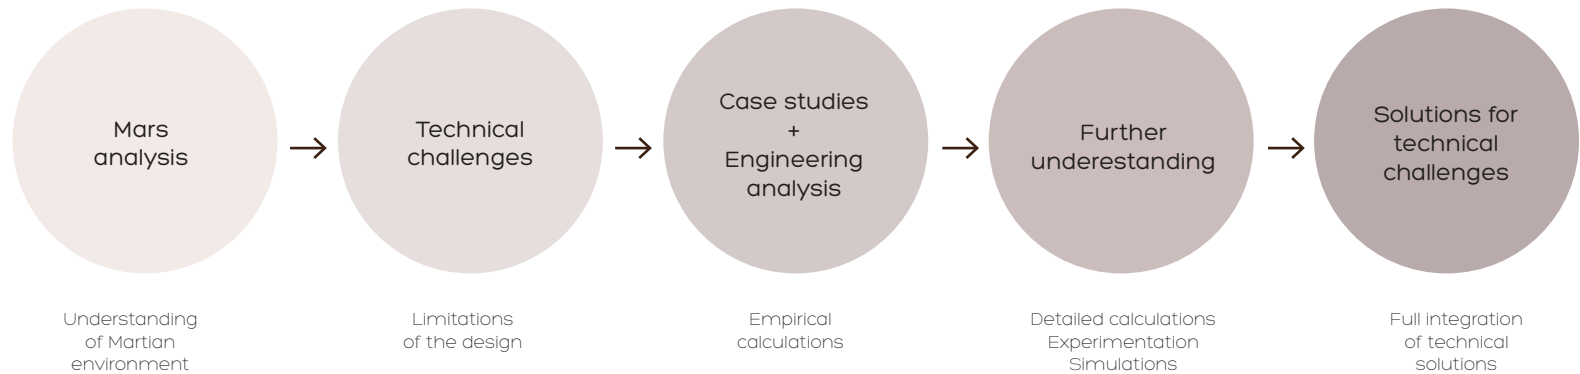 Mars
analysis
Technical
challenges
Case studies
+
Engineering
analysis
Further
underestanding
Solutions for
technical
challenges
Understanding
of Martian
environment
Limitations
of the design
Empirical
calculations
Detailed calculations
Experimentation
Simulations
Full integration
of technical
solutions